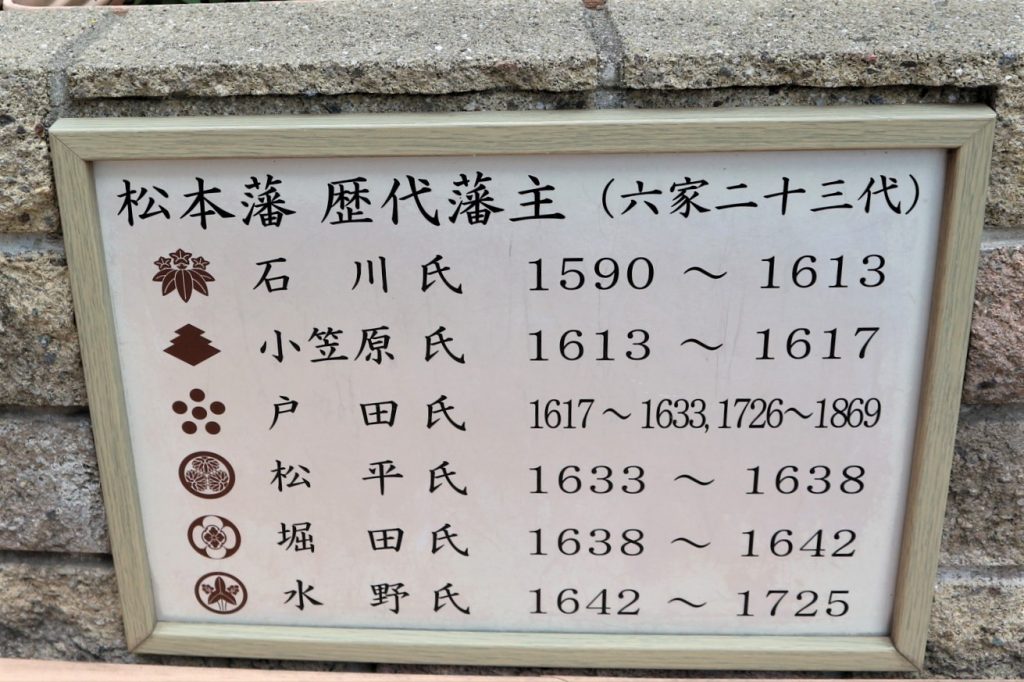 松本藩 歴代藩主（六家二十三代）
石川氏 1590 〜 1613
小笠原氏 1613 〜 1617
戸田氏 1617 〜 1633, 1726〜1869
松平氏 1633 〜 1638
堀田氏 1638 〜 1642
水野氏 1642 〜 1725